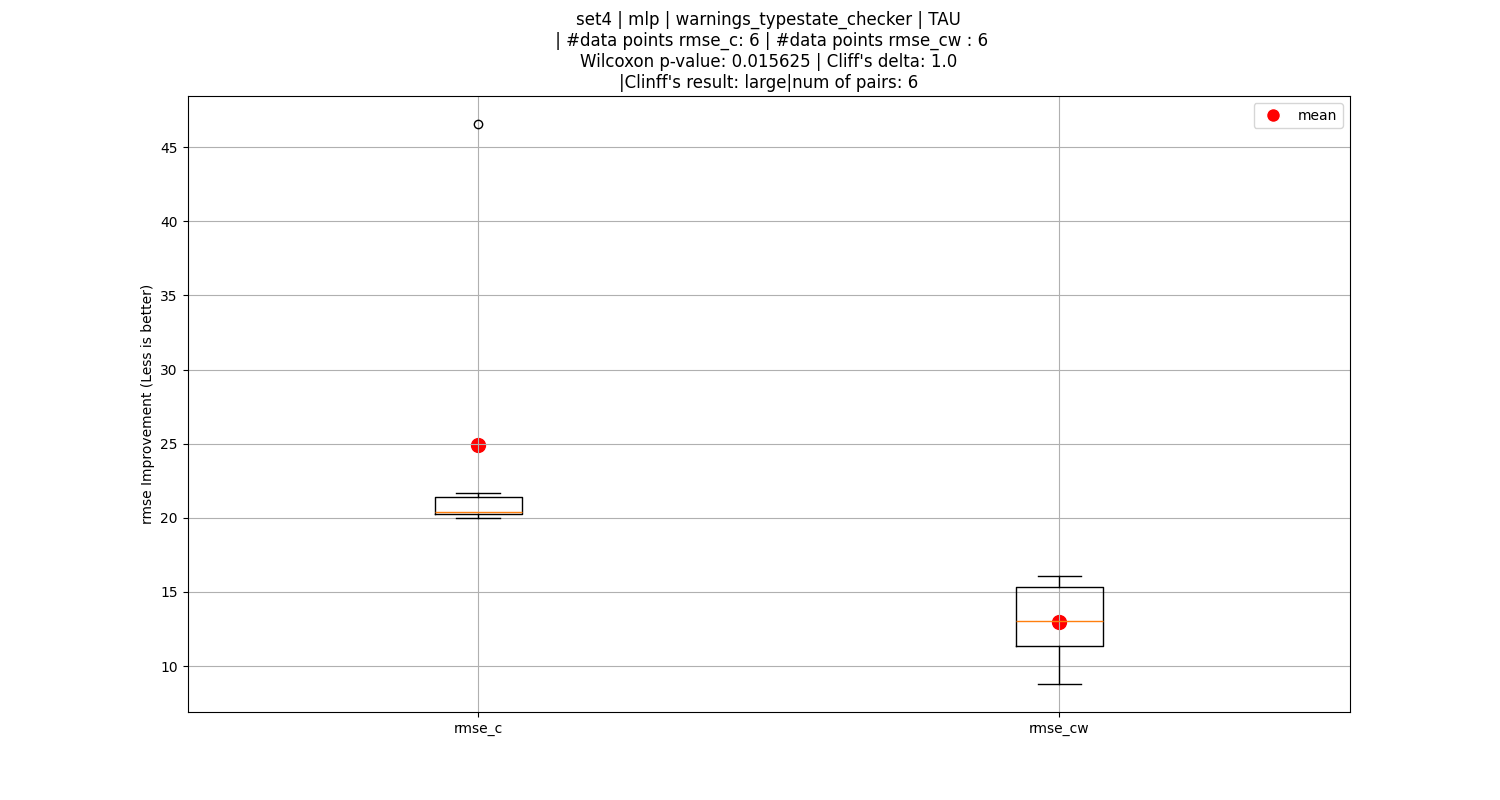 set4 | mlp | warnings_typestate_checker | TAU
| #data points rmse_c: 6 | #data points rmse_cw : 6
Wilcoxon p-value: 0.015625 | Cliff's delta: 1.0
|Clinff's result: large|num of pairs: 6
mean
rmse Improvement (Less is better)
45
40
35
30
25
20
15
10
rmse_c
rmse_cw